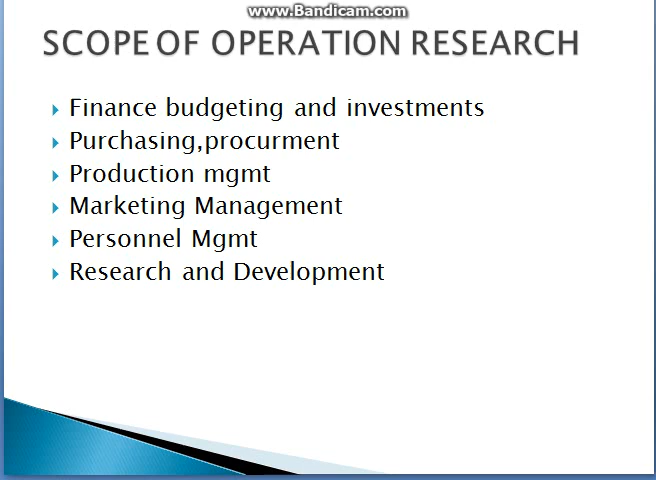 www.Bandicam.com
SCOPE OF OPERATION RESEARCH
Finance budgeting and investments
Purchasing,procurment
Production mgmt
Marketing Management
Personnel Mgmt
Research and Development